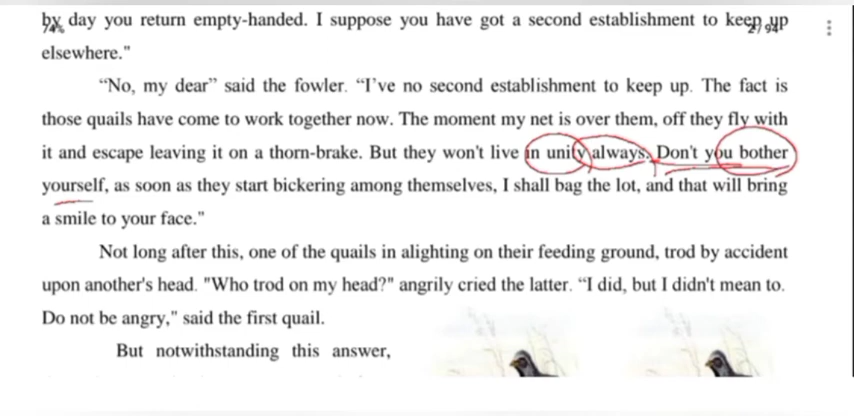 by day you return empty-handed. I suppose you have got a second establishment to keep up
elsewhere."
“No, my dear” said the fowler. “I’ve no second establishment to keep up. The fact is
those quails have come to work together now. The moment my net is over them, off they fly with
it and escape leaving it on a thorn-brake. But they won't live in unity always. Don't you bother
yourself, as soon as they start bickering among themselves, I shall bag the lot, and that will bring
a smile to your face."
Not long after this, one of the quails in alighting on their feeding ground, trod by accident
upon another's head. "Who trod on my head?" angrily cried the latter. “I did, but I didn't mean to.
Do not be angry," said the first quail.
But notwithstanding this answer,